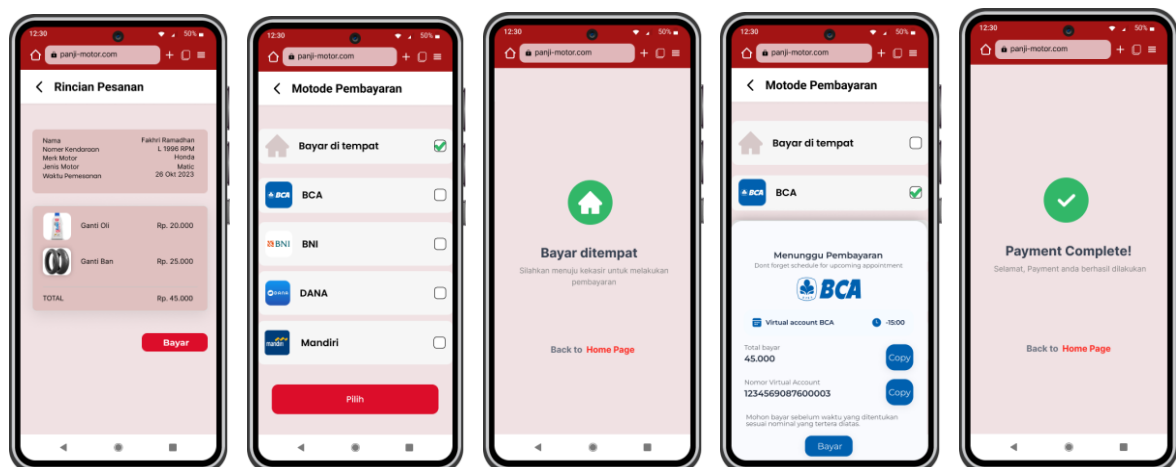 12:30
50%
panji-motor.com
Rincian Pesanan
Nama Fakhri Ramadhan
Nomer Kendaraan L 1996 RPM
Merk Motor Honda
Jenis Motor Matic
Waktu Pemesanan 26 Okt 2023
Ganti Oli Rp. 20.000
Ganti Ban Rp. 25.000
TOTAL Rp. 45.000
Bayar
12:30
50%
panji-motor.com
Motode Pembayaran
Bayar di tempat
BCA BCA
BNI BNI
DANA DANA
mandiri Mandiri
Pilih
12:30
50%
panji-motor.com
Bayar ditempat
Silahkan menuju kekasir untuk melakukan
pembayaran
Back to Home Page
12:30
50%
panji-motor.com
Motode Pembayaran
Bayar di tempat
BCA BCA
Menunggu Pembayaran
Dont forget schedule for upcoming appointment
BCA
Virtual account BCA -15:00
Total bayar
45.000
Copy
Nomor Virtual Account
1234569087600003
Copy
Mohon bayar sebelum waktu yang ditentukan
sesuai nominal yang tertera diatas.
Bayar
12:30
50%
panji-motor.com
Payment Complete!
Selamat, Payment anda berhasil dilakukan
Back to Home Page